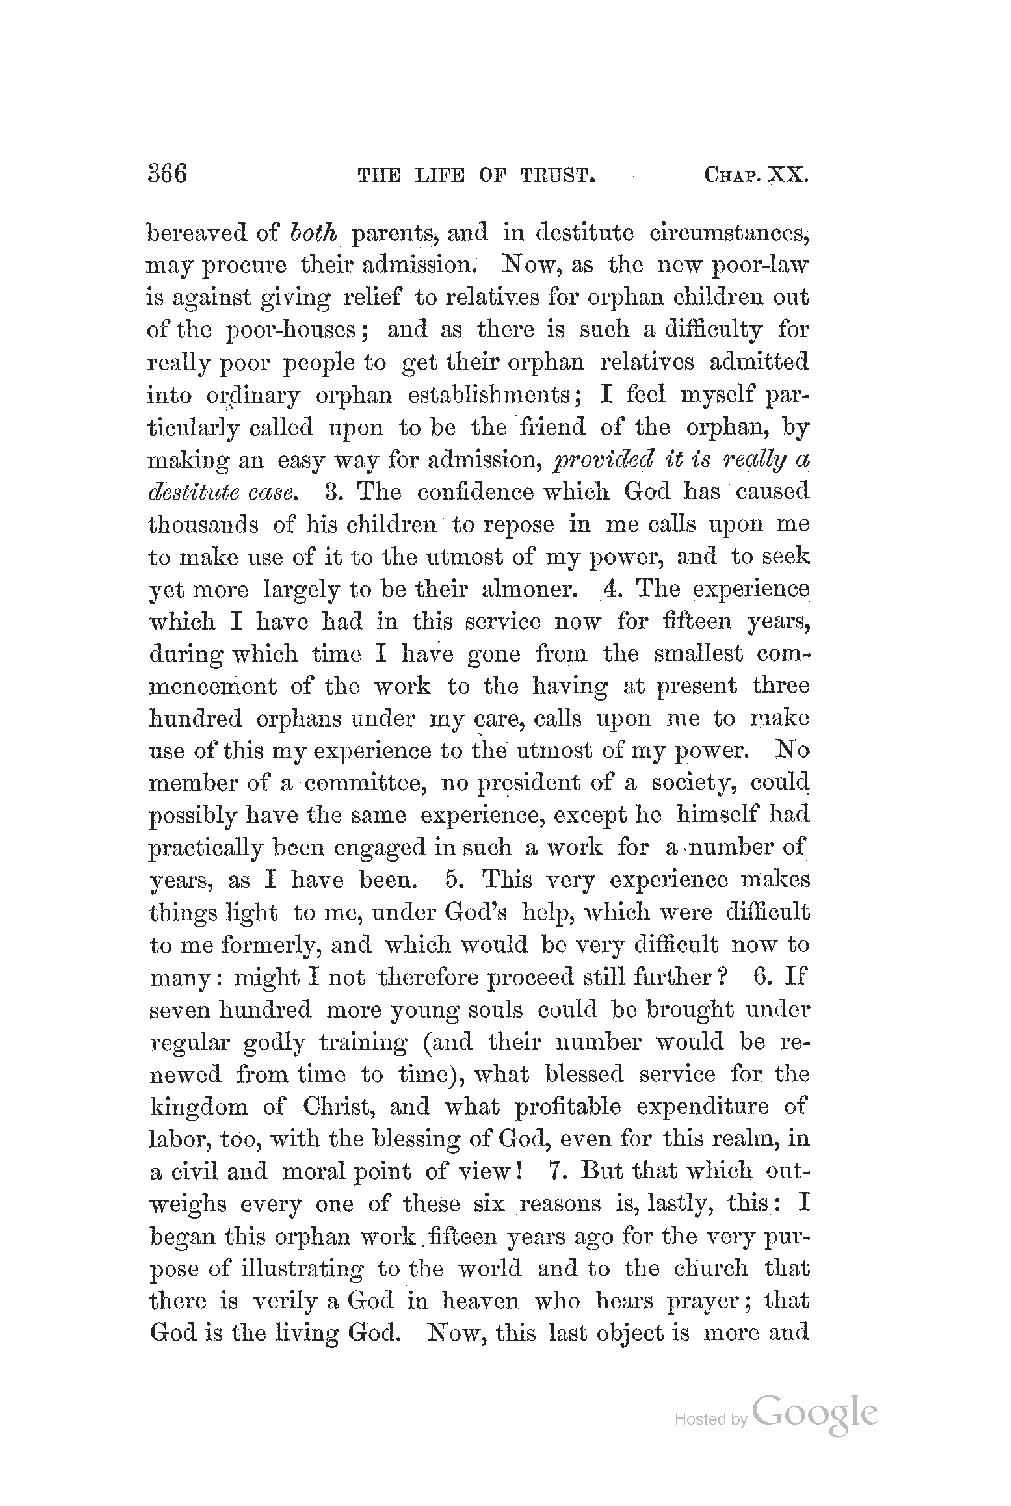 366 THE LIFE OF TRUST. CHAP. XX.
bereaved of both parents, and in destitute circumstances,
may procure their admission. Now, as the new poor-law
is against giving relief to relatives for orphan children out
of the poor-houses; and as there is such a difficulty for
really poor people to get their orphan relatives admitted
into ordinary orphan establishments; I feel myself par-
ticularly called upon to be the friend of the orphan, by
making an easy way for admission, provided it is really a
destitute case. 3. The confidence which God has caused
thousands of his children to repose in me calls upon me
to make use of it to the utmost of my power, and to seek
yet more largely to be their almoner. 4. The experience
which I have had in this service now for fifteen years,
during which time I have gone from the smallest com-
mencement of the work to the having at present three
hundred orphans under my care, calls upon me to make
use of this my experience to the utmost of my power. No
member of a committee, no president of a society, could
possibly have the same experience, except he himself had
practically been engaged in such a work for a number of
years, as I have been. 5. This very experience makes
things light to me, under God's help, which were difficult
to me formerly, and which would be very difficult now to
many: might I not therefore proceed still further? 6. If
seven hundred more young souls could be brought under
regular godly training (and their number would be re-
newed from time to time), what blessed service for the
kingdom of Christ, and what profitable expenditure of
labor, too, with the blessing of God, even for this realm, in
a civil and moral point of view! 7. But that which out-
weighs every one of these six reasons is, lastly, this: I
began this orphan work fifteen years ago for the very pur-
pose of illustrating to the world and to the church that
there is verily a God in heaven who hears prayer; that
God is the living God. Now, this last object is more and
Hosted by Google